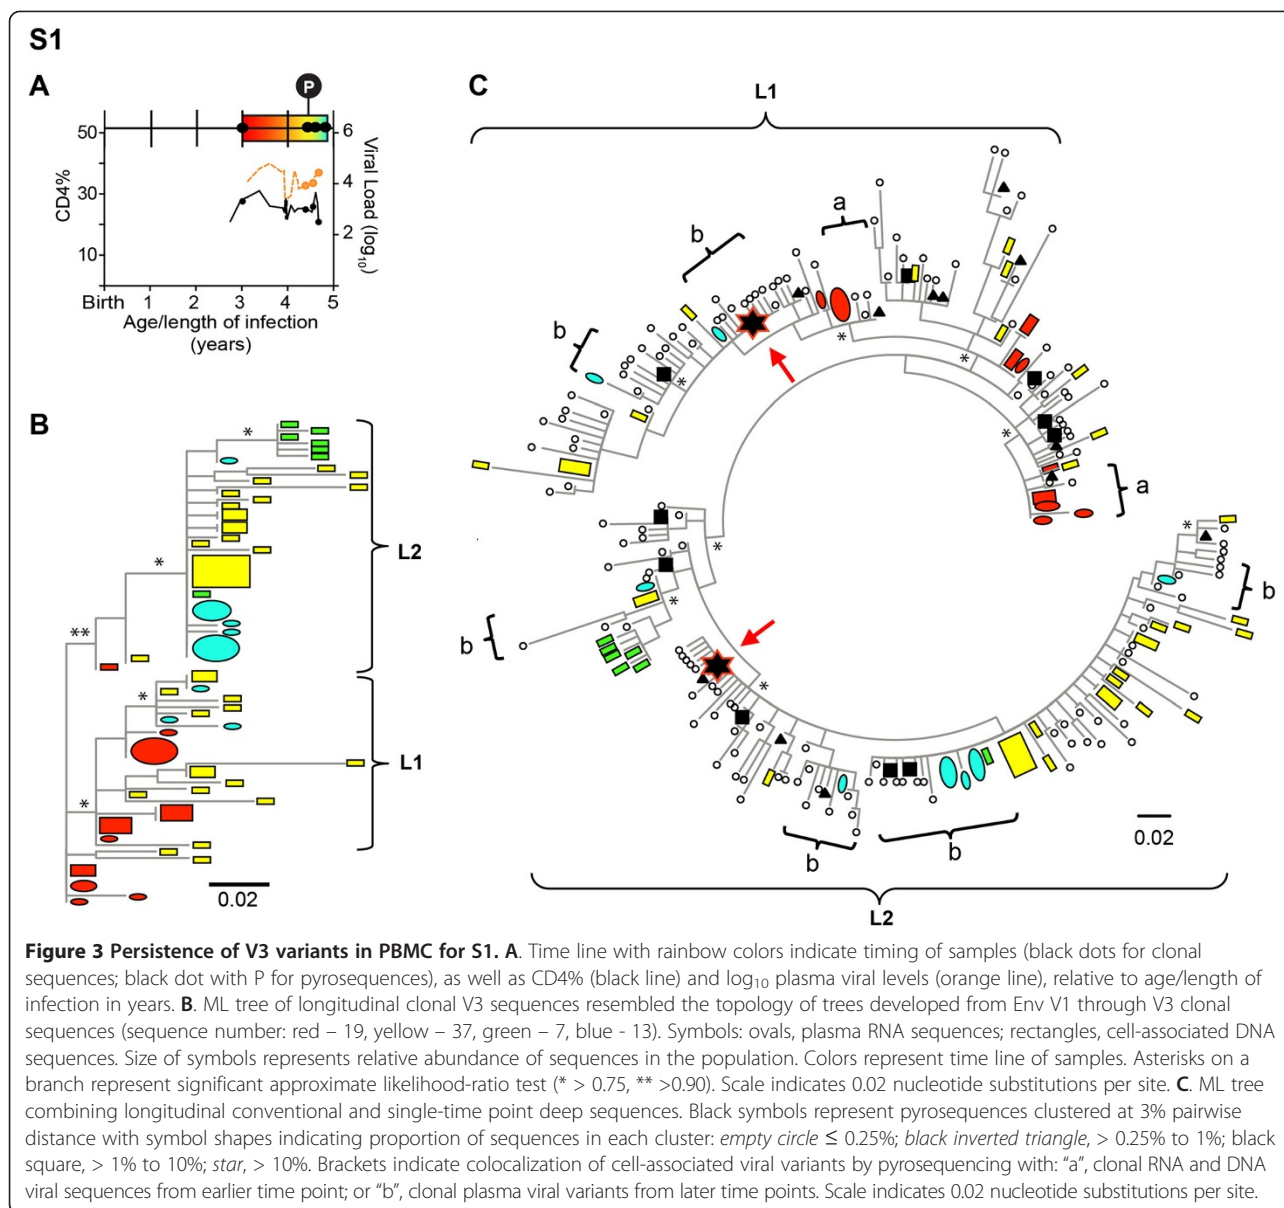 S1
A
P
50
30
10
CD4%
6
4
2
Viral Load (log10)
Birth 1 2 3 4 5
Age/length of infection
(years)
B
*
*
**
*
*
L2
L1
0.02
C
L1
a
b
b
*
*
*
*
a
*
*
b
*
*
b
b
b
0.02
L2
Figure 3 Persistence of V3 variants in PBMC for S1. A. Time line with rainbow colors indicate timing of samples (black dots for clonal
sequences; black dot with P for pyrosequences), as well as CD4% (black line) and log10 plasma viral levels (orange line), relative to age/length of
infection in years. B. ML tree of longitudinal clonal V3 sequences resembled the topology of trees developed from Env V1 through V3 clonal
sequences (sequence number: red – 19, yellow – 37, green – 7, blue - 13). Symbols: ovals, plasma RNA sequences; rectangles, cell-associated DNA
sequences. Size of symbols represents relative abundance of sequences in the population. Colors represent time line of samples. Asterisks on a
branch represent significant approximate likelihood-ratio test (* > 0.75, ** >0.90). Scale indicates 0.02 nucleotide substitutions per site. C. ML tree
combining longitudinal conventional and single-time point deep sequences. Black symbols represent pyrosequences clustered at 3% pairwise
distance with symbol shapes indicating proportion of sequences in each cluster: empty circle ≤ 0.25%; black inverted triangle, > 0.25% to 1%; black
square, > 1% to 10%; star, > 10%. Brackets indicate colocalization of cell-associated viral variants by pyrosequencing with: “a”, clonal RNA and DNA
viral sequences from earlier time point; or “b”, clonal plasma viral variants from later time points. Scale indicates 0.02 nucleotide substitutions per site.